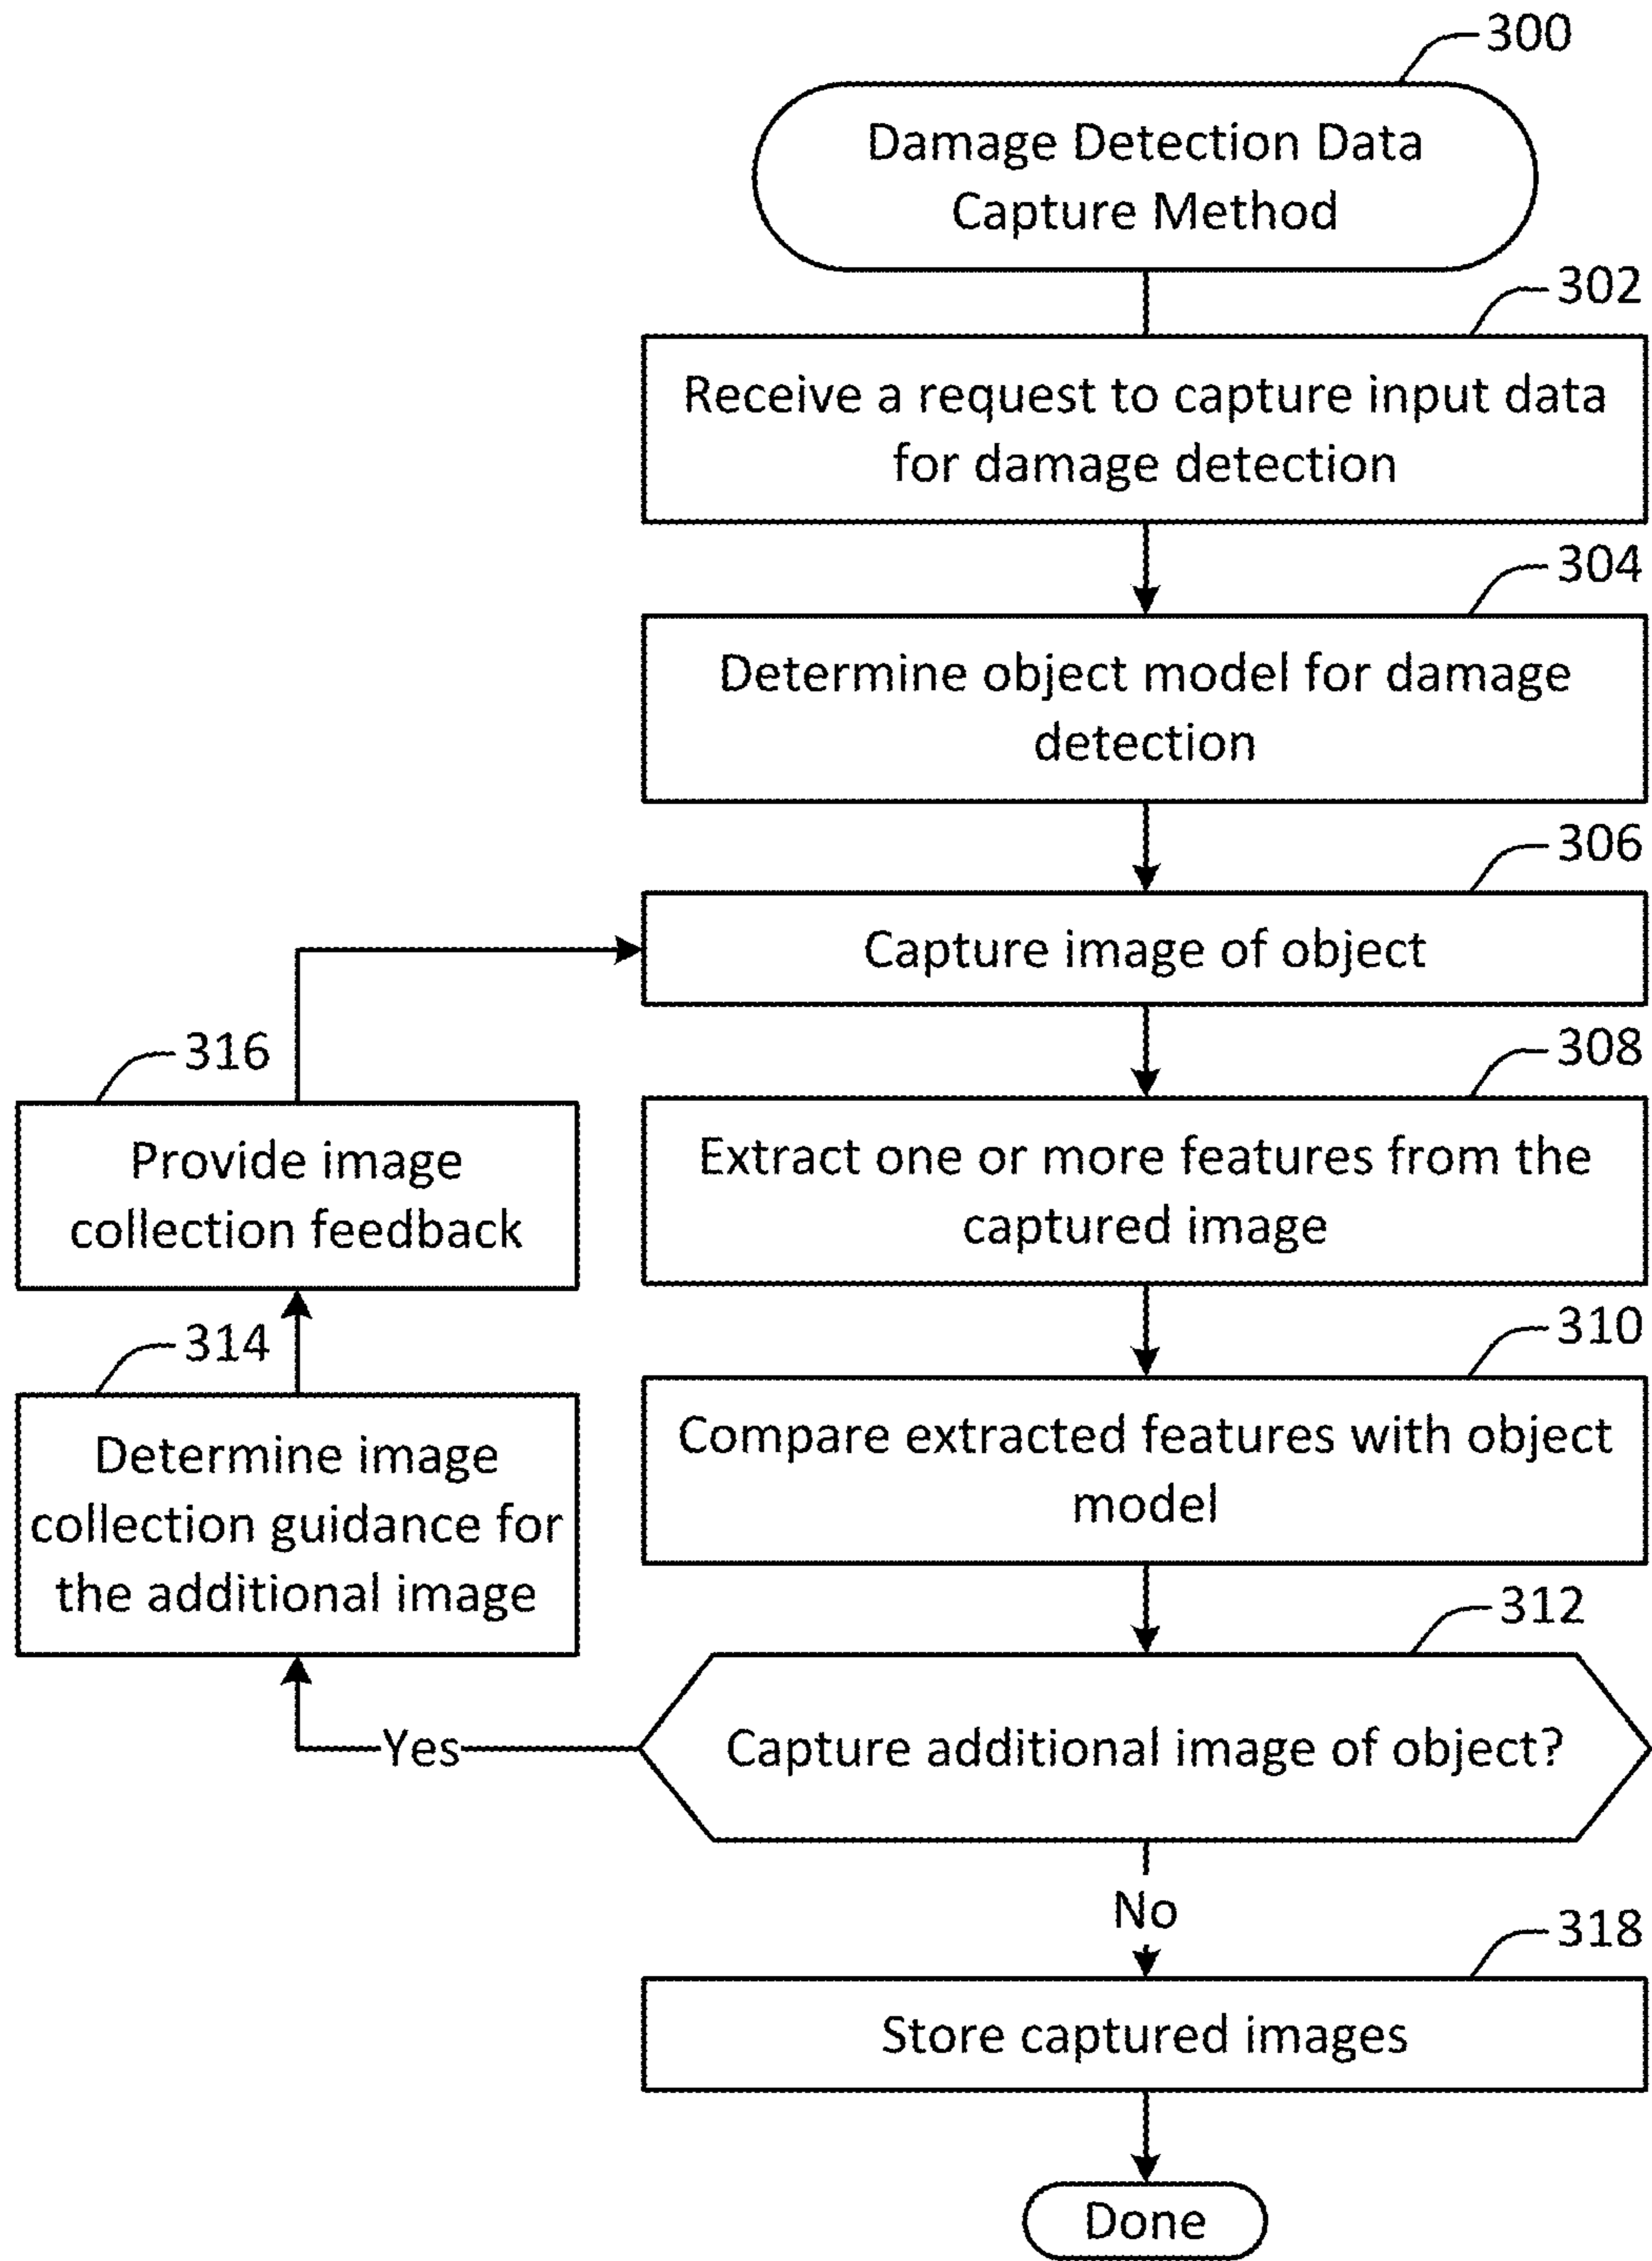 300
Damage Detection Data
Capture Method
302
Receive a request to capture input data
for damage detection
304
Determine object model for damage
detection
306
Capture image of object
308
Extract one or more features from the
captured image
310
Compare extracted features with object
model
312
Capture additional image of object?
Yes
314
Determine image
collection guidance for
the additional image
316
Provide image
collection feedback
No
318
Store captured images
Done